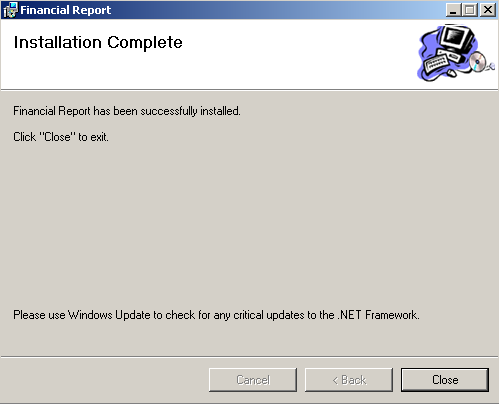 Financial Report
Installation Complete
Financial Report has been successfully installed.
Click "Close" to exit.
Please use Windows Update to check for any critical updates to the .NET Framework.
Cancel
< Back
Close